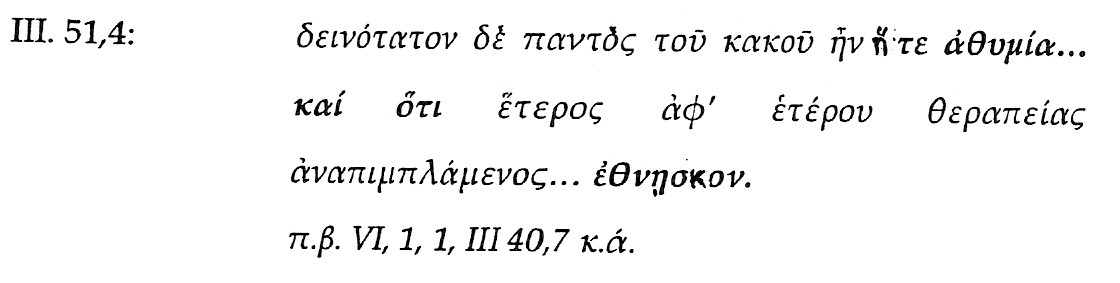 III. 51,4: δεινότατον δὲ παντὸς τοῦ κακοῦ ἦν ἥ τε ἀθυμία...
καί ὅτι ἕτερος ἀφ' ἑτέρου θεραπείας
ἀναπιμπλάμενος... ἔθνῃσκον.
π.β. VI, 1, 1, III 40,7 κ.ά.